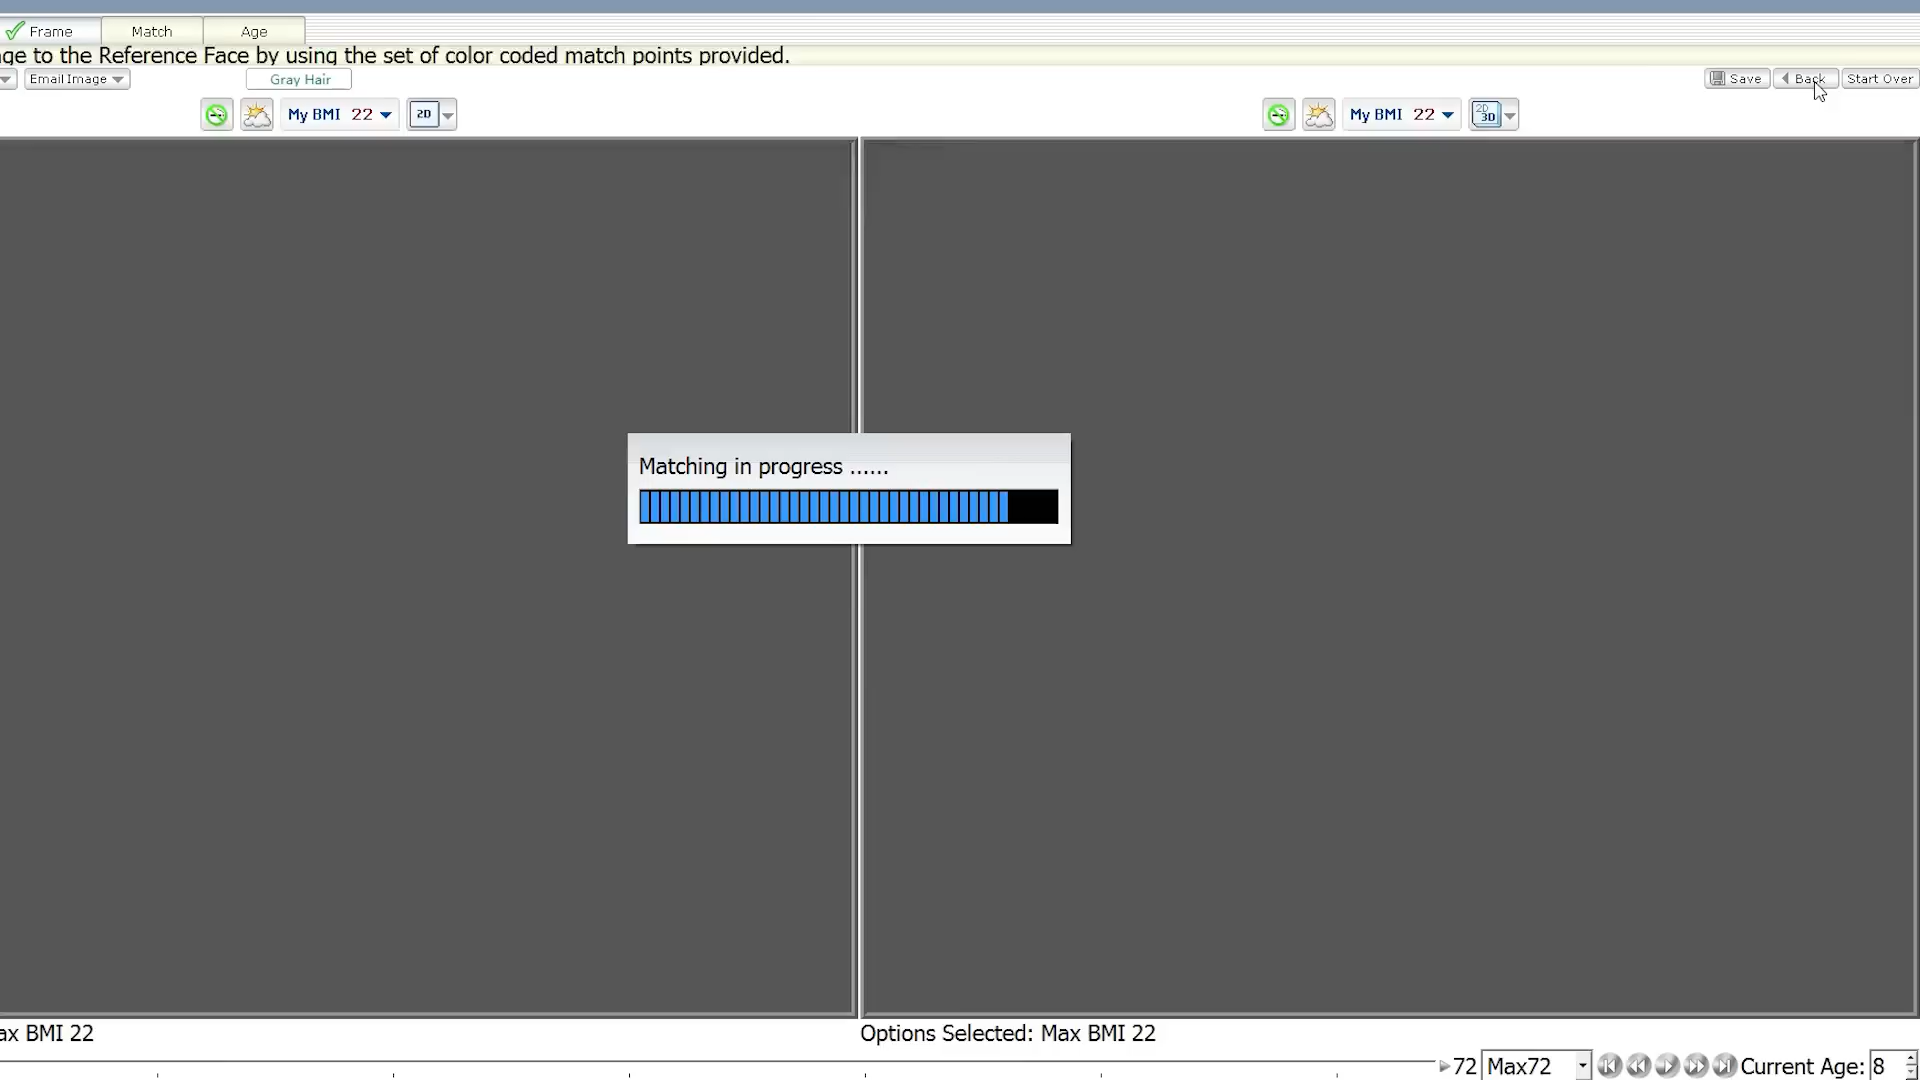 Frame Match Age
ge to the Reference Face by using the set of color coded match points provided.
Email Image Gray Hair Save Back Start Over
My BMI 22 2D My BMI 22 2D 3D
Matching in progress ......
ax BMI 22 Options Selected: Max BMI 22
72 Max72 Current Age: 8